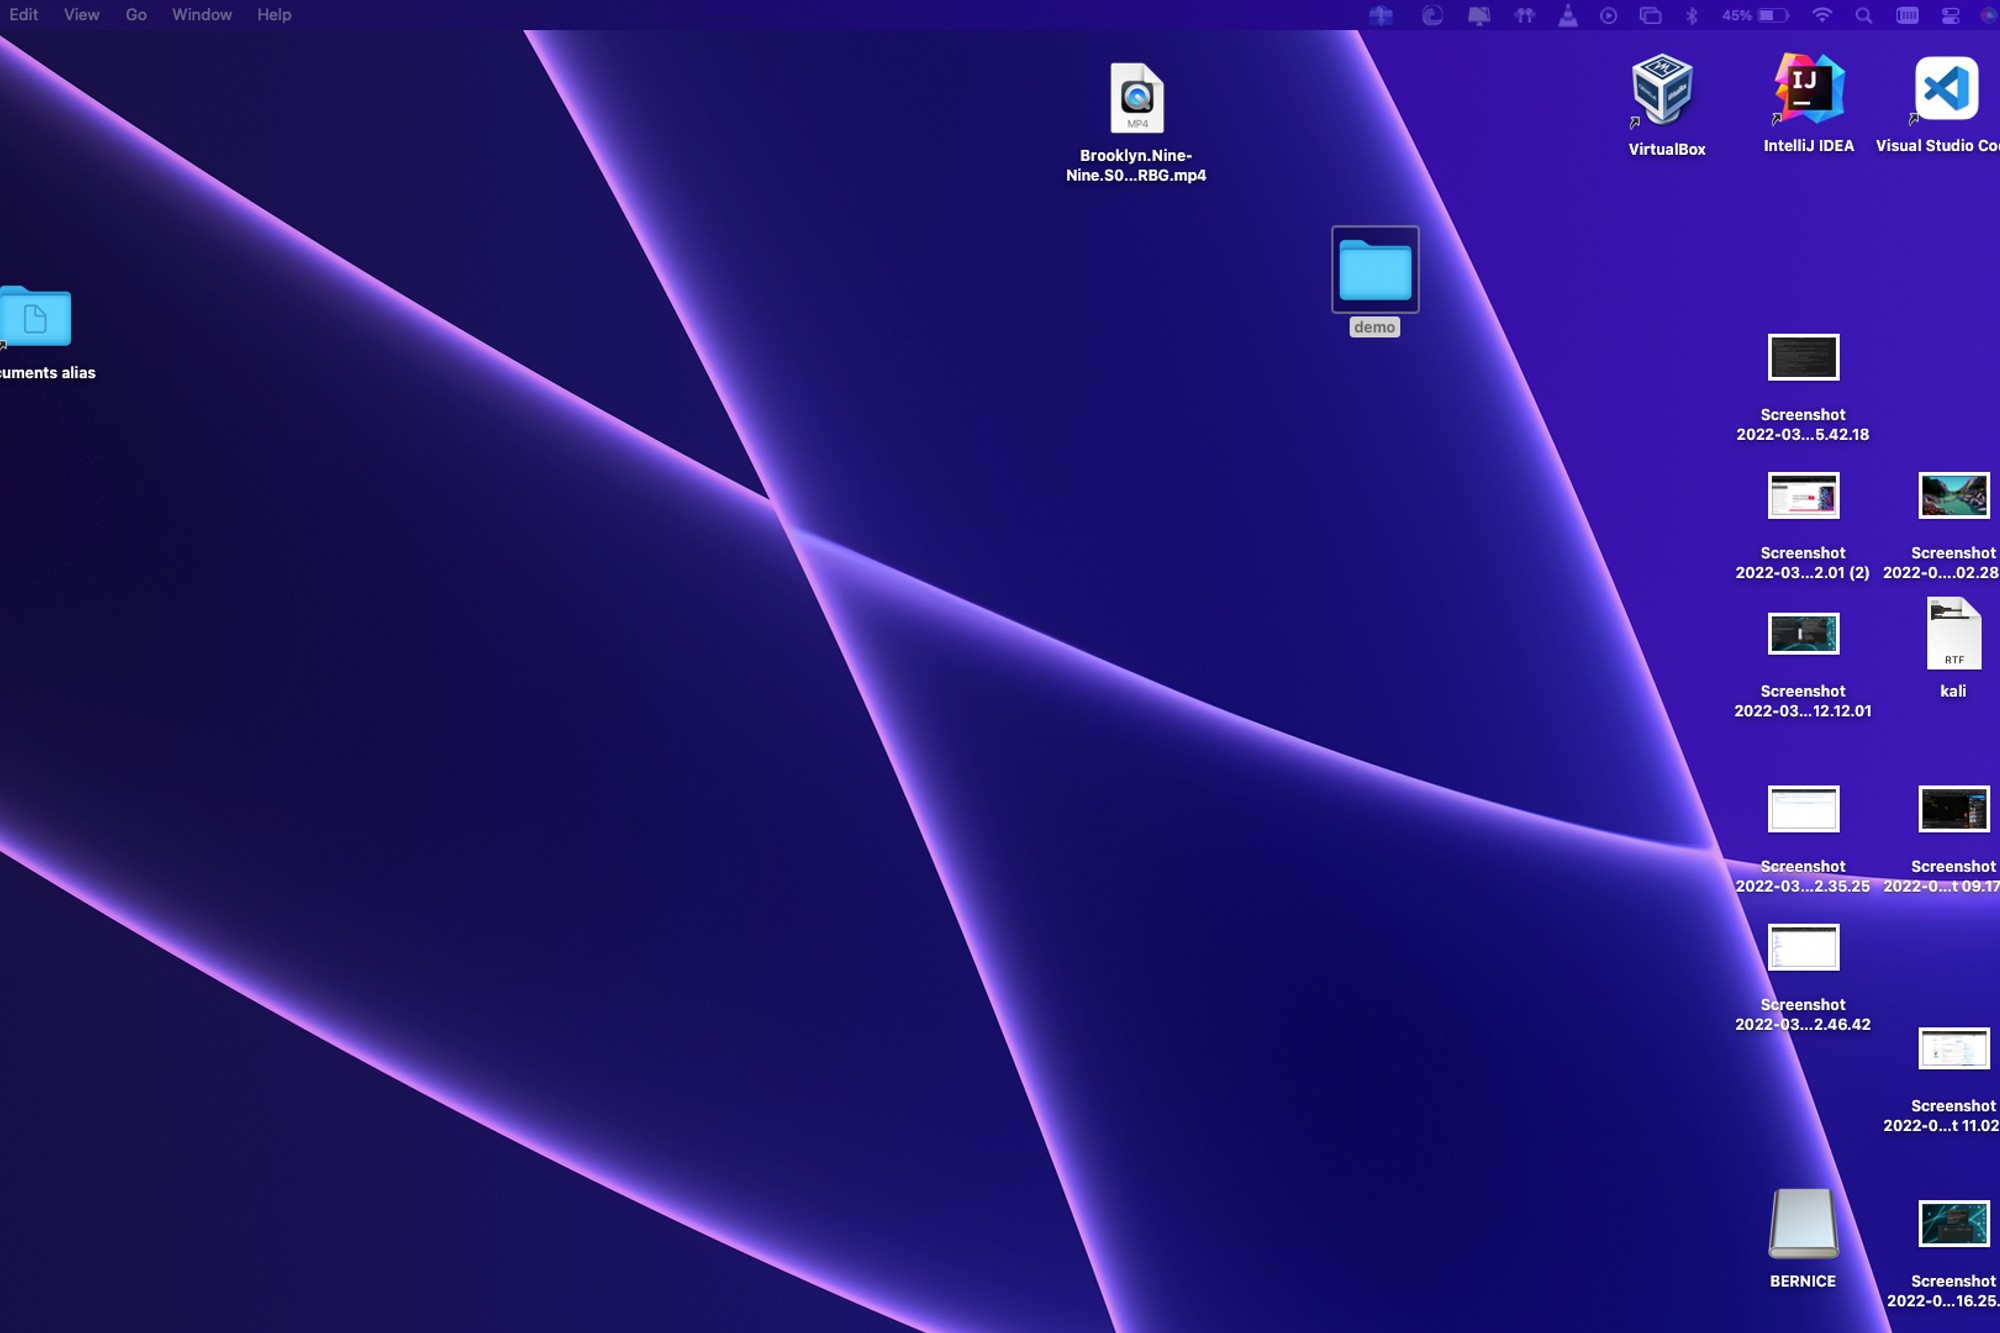 Edit View Go Window Help
45%
MP4
Brooklyn.Nine-
Nine.S0...RBG.mp4
VirtualBox
IJ
IntelliJ IDEA
Visual Studio Co
demo
cuments alias
Screenshot
2022-03...5.42.18
Screenshot
2022-03...2.01 (2)
Screenshot
2022-0....02.28
Screenshot
2022-03...12.12.01
RTF
kali
Screenshot
2022-03...2.35.25
Screenshot
2022-0...t 09.17
Screenshot
2022-03...2.46.42
Screenshot
2022-0...t 11.02
BERNICE
Screenshot
2022-0...16.25.